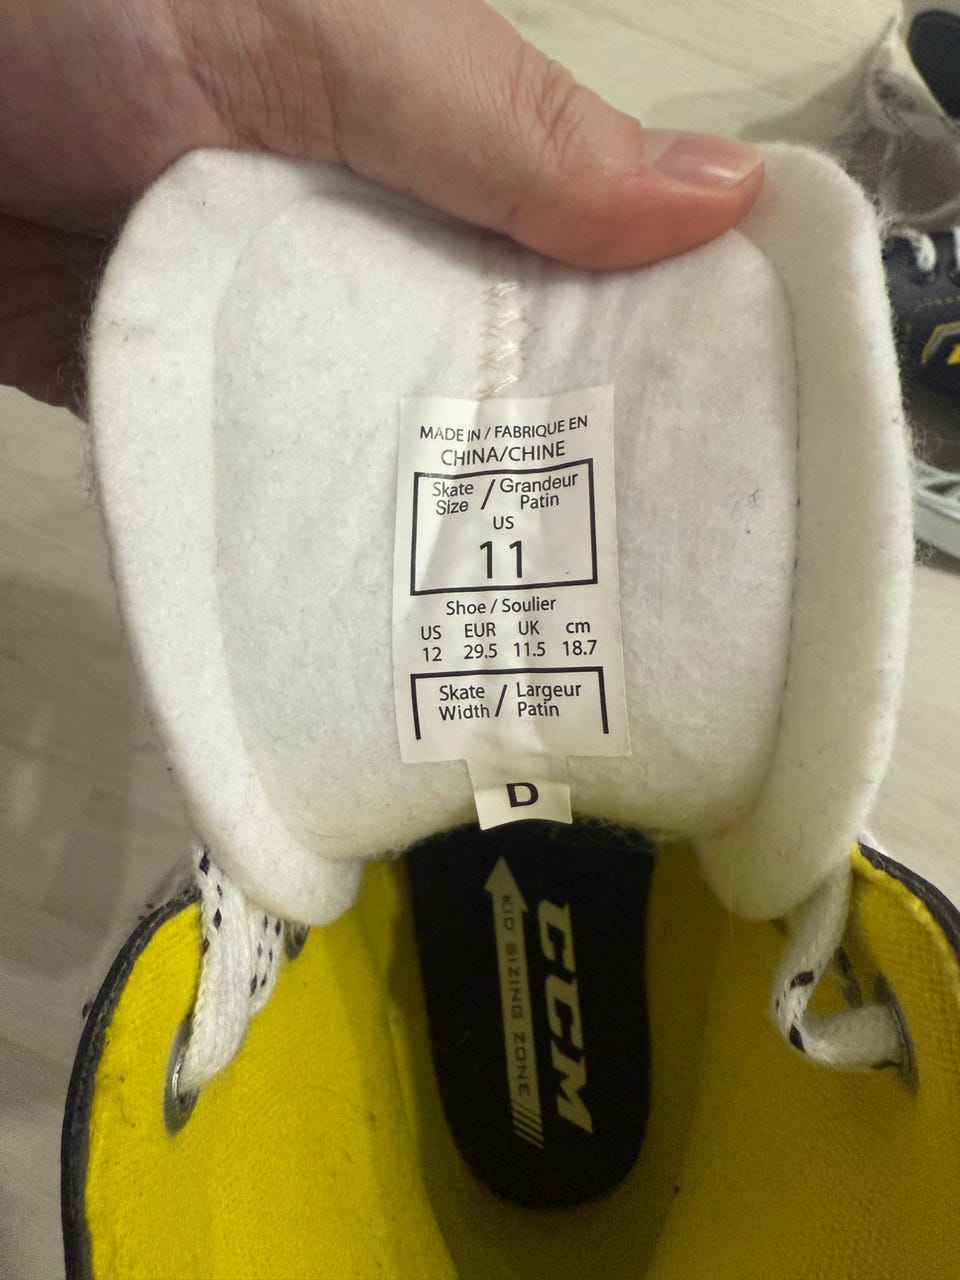 MADE IN / FABRIQUE EN
CHINA/CHINE
Skate Size / Grandeur Patin
US
11
Shoe / Soulier
US EUR UK cm
12 29.5 11.5 18.7
Skate Width / Largeur Patin
D
CCM
KID SIZING ZONE